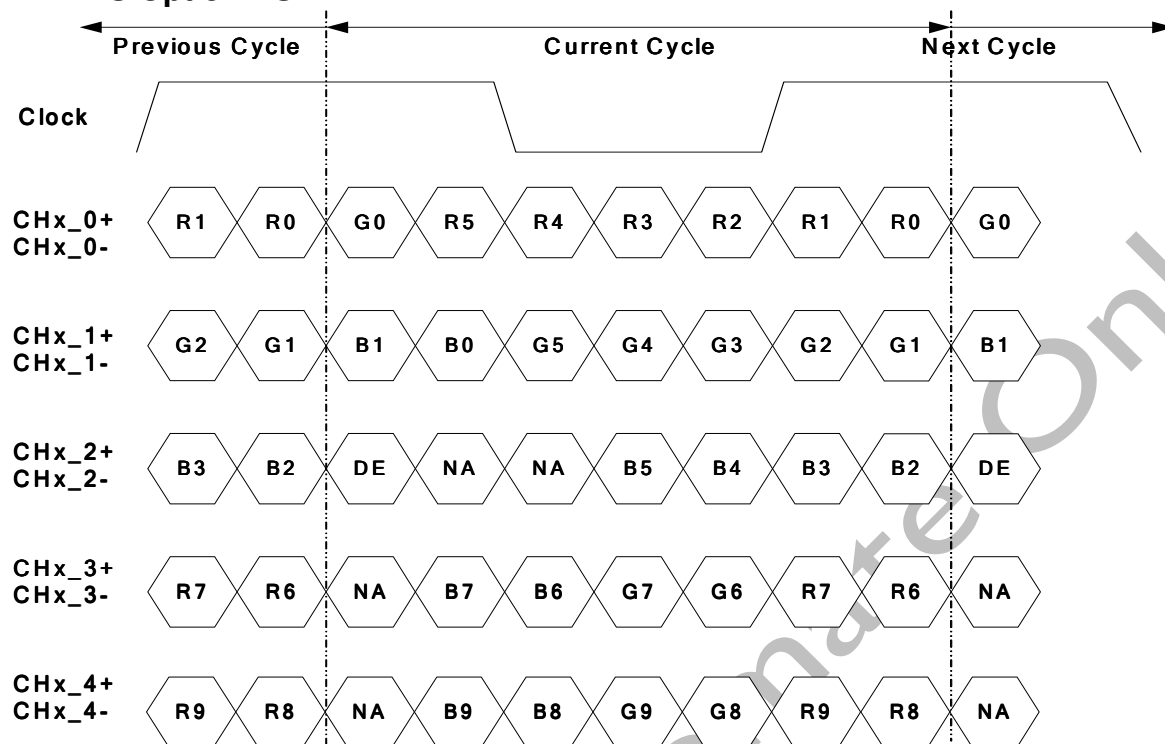 Previous Cycle Current Cycle Next Cycle
Clock
CHx_0+
CHx_0-
R1 R0 G0 R5 R4 R3 R2 R1 R0 G0
CHx_1+
CHx_1-
G2 G1 B1 B0 G5 G4 G3 G2 G1 B1
CHx_2+
CHx_2-
B3 B2 DE NA NA B5 B4 B3 B2 DE
CHx_3+
CHx_3-
R7 R6 NA B7 B6 G7 G6 R7 R6 NA
CHx_4+
CHx_4-
R9 R8 NA B9 B8 G9 G8 R9 R8 NA